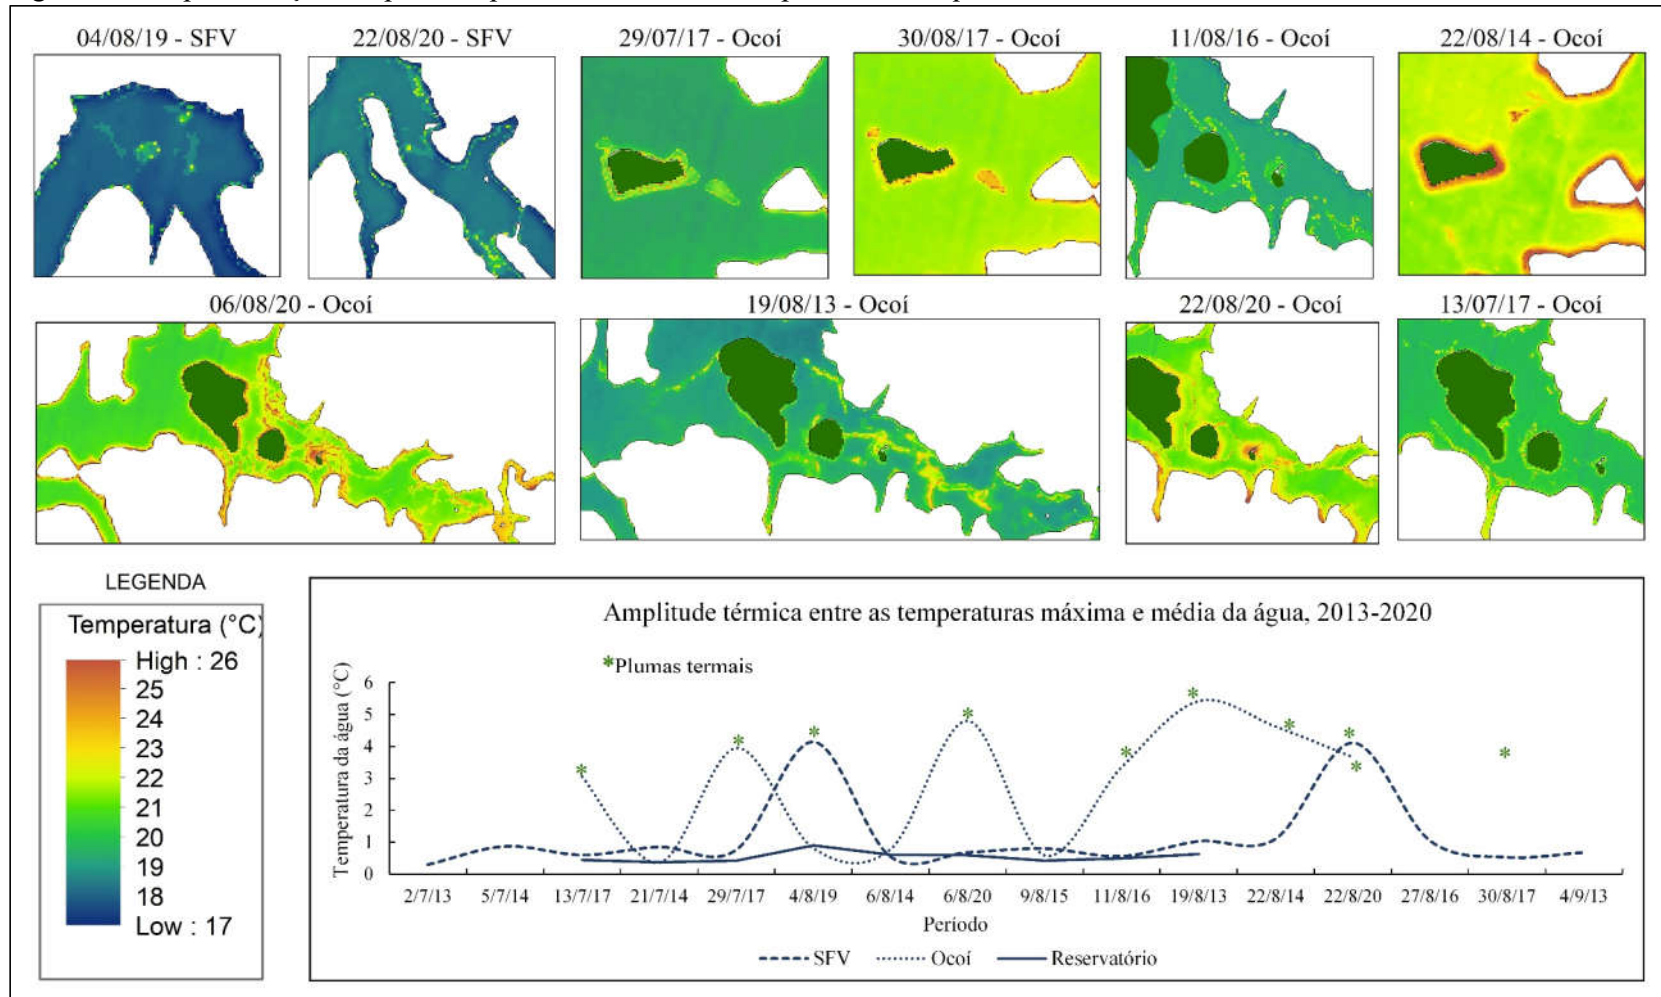 04/08/19 - SFV
22/08/20 - SFV
29/07/17 - Ocoí
30/08/17 - Ocoí
11/08/16 - Ocoí
22/08/14 - Ocoí
06/08/20 - Ocoí
19/08/13 - Ocoí
22/08/20 - Ocoí
13/07/17 - Ocoí
LEGENDA
Temperatura (°C)
High : 26
25
24
23
22
21
20
19
18
Low : 17
Amplitude térmica entre as temperaturas máxima e média da água, 2013-2020
*Plumas termais
Temperatura da água (°C)
6
5
4
3
2
1
0
2/7/13 5/7/14 13/7/17 21/7/14 29/7/17 4/8/19 6/8/14 6/8/20 9/8/15 11/8/16 19/8/13 22/8/14 22/8/20 27/8/16 30/8/17 4/9/13
Período
SFV Ocoí Reservatório